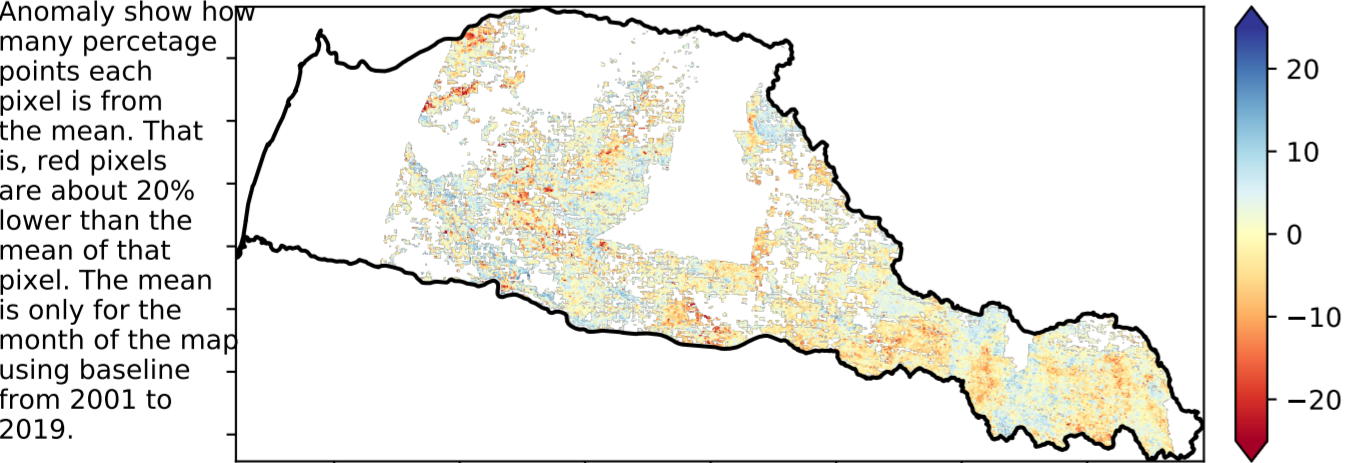 Anomaly show how
many percetage
points each
pixel is from
the mean. That
is, red pixels
are about 20%
lower than the
mean of that
pixel. The mean
is only for the
month of the map
using baseline
from 2001 to
2019.
20
10
0
−10
−20